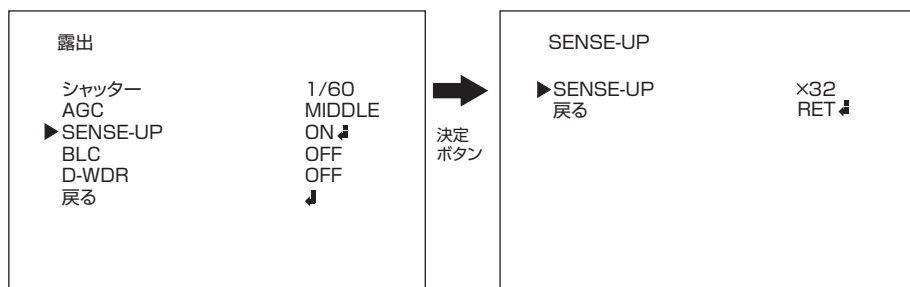 露出
シャッター 1/60
AGC MIDDLE
▶SENSE-UP ON↲
BLC OFF
D-WDR OFF
戻る ↲
決定
ボタン
SENSE-UP
▶SENSE-UP ×32
戻る RET↲